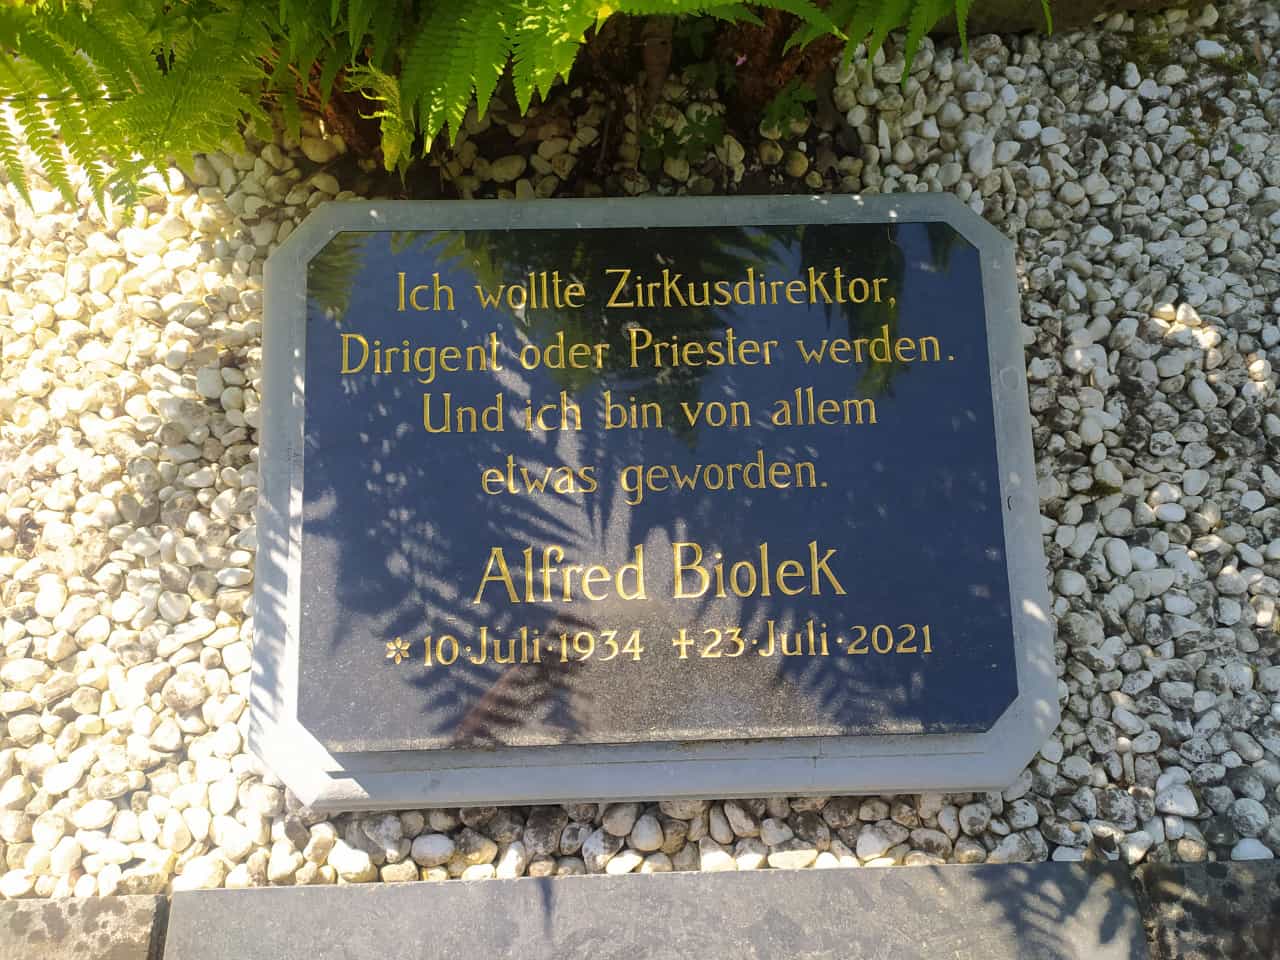 Ich wollte Zirkusdirektor,
Dirigent oder Priester werden.
Und ich bin von allem
etwas geworden.
Alfred Biolek
*10·Juli·1934 ✝23·Juli·2021